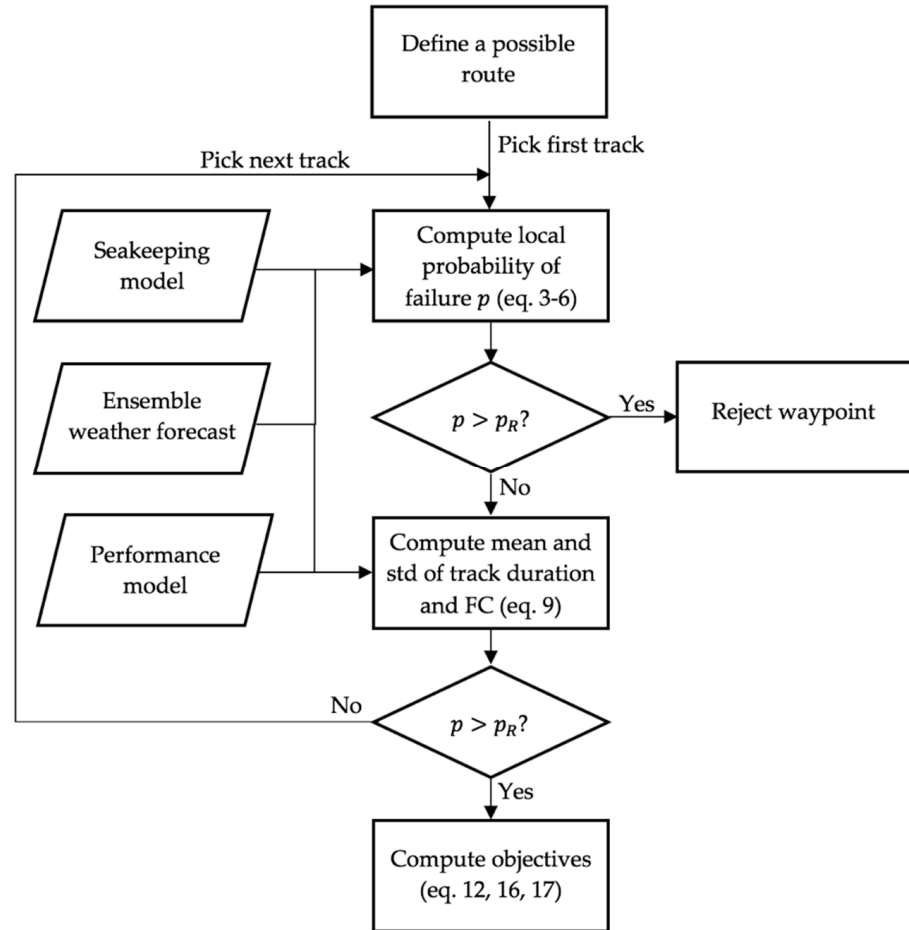 Define a possible
route
Pick first track
Pick next track
Seakeeping
model
Compute local
probability of
failure p (eq. 3-6)
Ensemble
weather forecast
p > p_R?
Yes
Reject waypoint
No
Performance
model
Compute mean and
std of track duration
and FC (eq. 9)
No
p > p_R?
Yes
Compute objectives
(eq. 12, 16, 17)